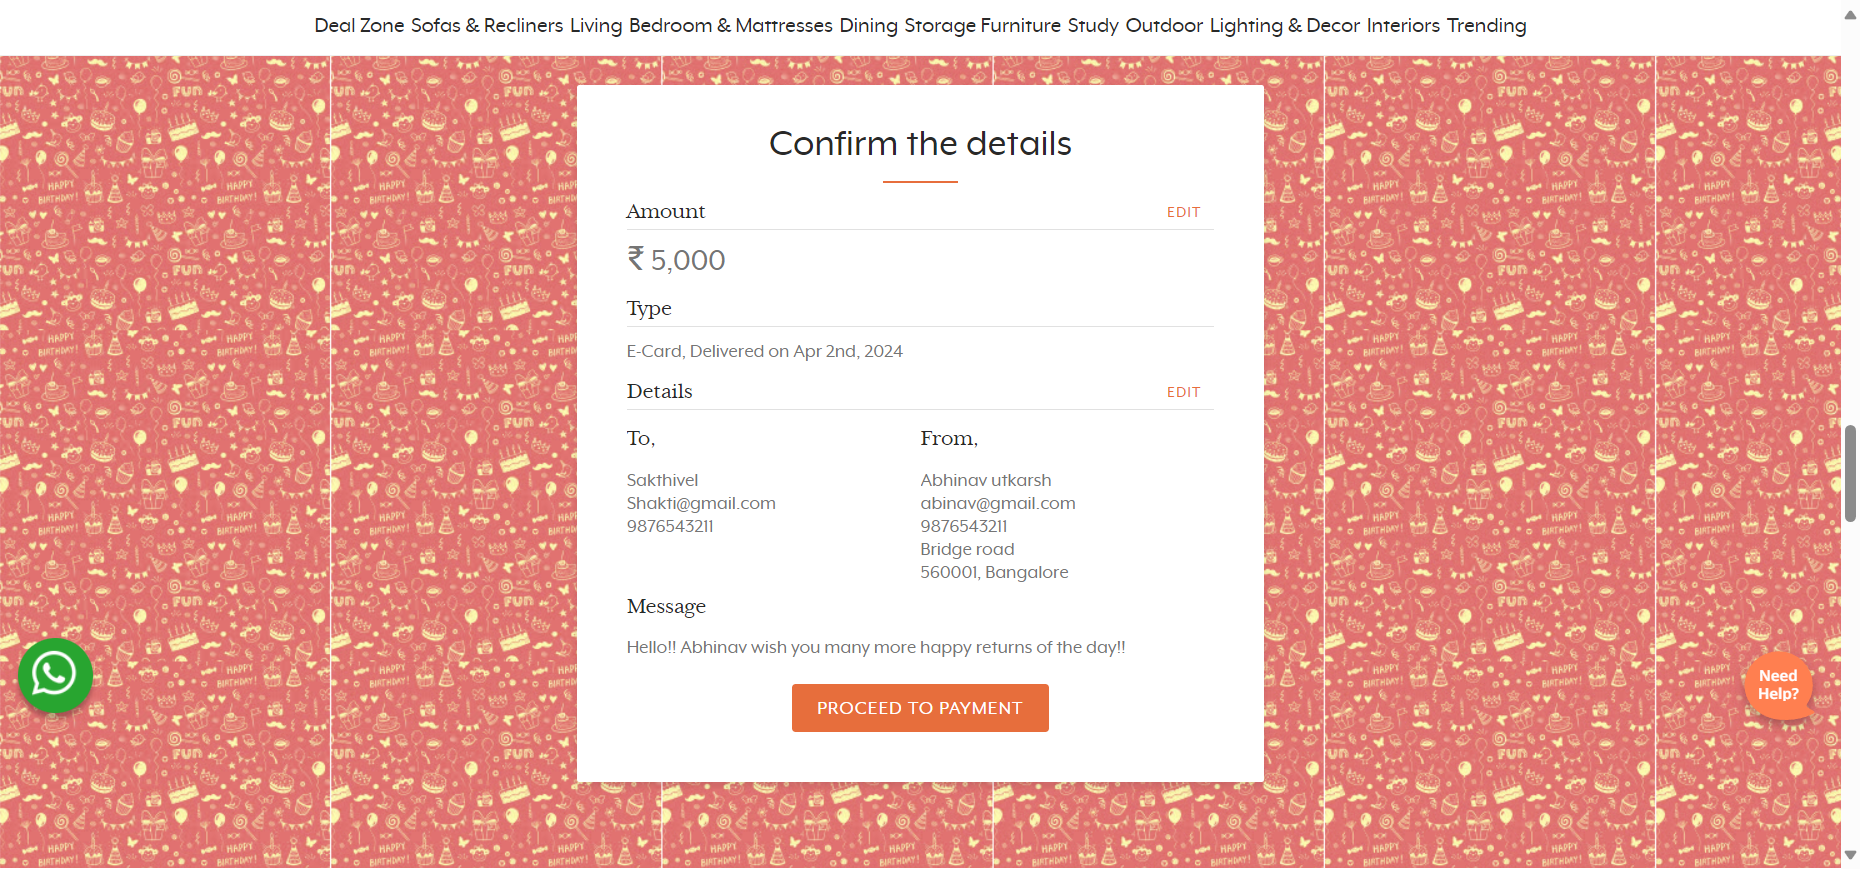 Deal Zone Sofas & Recliners Living Bedroom & Mattresses Dining Storage Furniture Study Outdoor Lighting & Decor Interiors Trending
Confirm the details
Amount EDIT
₹ 5,000
Type
E-Card, Delivered on Apr 2nd, 2024
Details EDIT
To, From,
Sakthivel Abhinav utkarsh
Shakti@gmail.com abinav@gmail.com
9876543211 9876543211
Bridge road
560001, Bangalore
Message
Hello!! Abhinav wish you many more happy returns of the day!!
PROCEED TO PAYMENT
Need
Help?
FUN
HAPPY
BIRTHDAY!